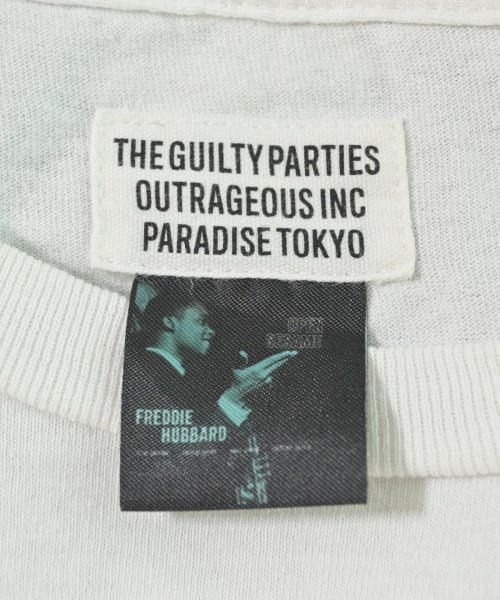 THE GUILTY PARTIES
OUTRAGEOUS INC
PARADISE TOKYO
OPEN
SESAME
FREDDIE
HUBBARD